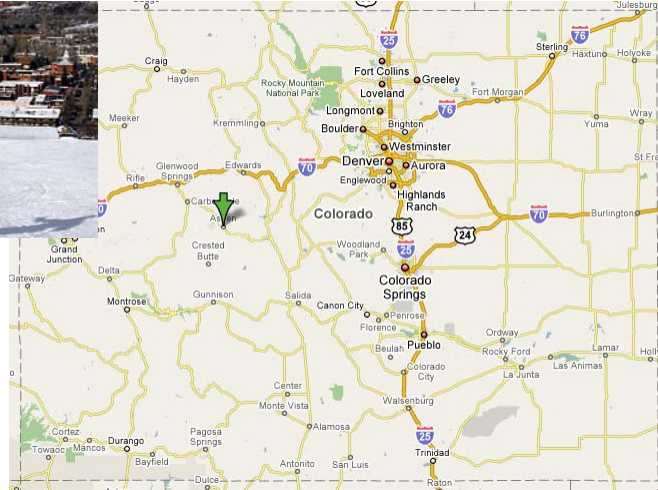 Julesburg
25
76
Sterling
Haxtun
Holyoke
Craig
Hayden
Fort Collins
Greeley
Rocky Mountain
National Park
Loveland
Fort Morgan
Longmont
76
Meeker
Kremmling
Boulder
Brighton
Yuma
Wray
Westminster
St Fra
Glenwood
Springs
Edwards
70
Denver
Aurora
Rifle
Englewood
Highlands
Ranch
Colorado
85
70
Burlington
24
Grand
Junction
Crested
Butte
Woodland
Park
25
Delta
Colorado
Springs
Gateway
Montrose
Gunnison
Salida
Canon City
Penrose
Florence
Pueblo
Ordway
Beulah
Rocky Ford
Lamar
Holly
Colorado
City
La Junta
Las Animas
Center
Monte Vista
Walsenburg
Alamosa
25
Cortez
Towaoc
Mancos
Durango
Pagosa
Springs
Bayfield
Trinidad
Antonito
San Luis
Dulce
Raton